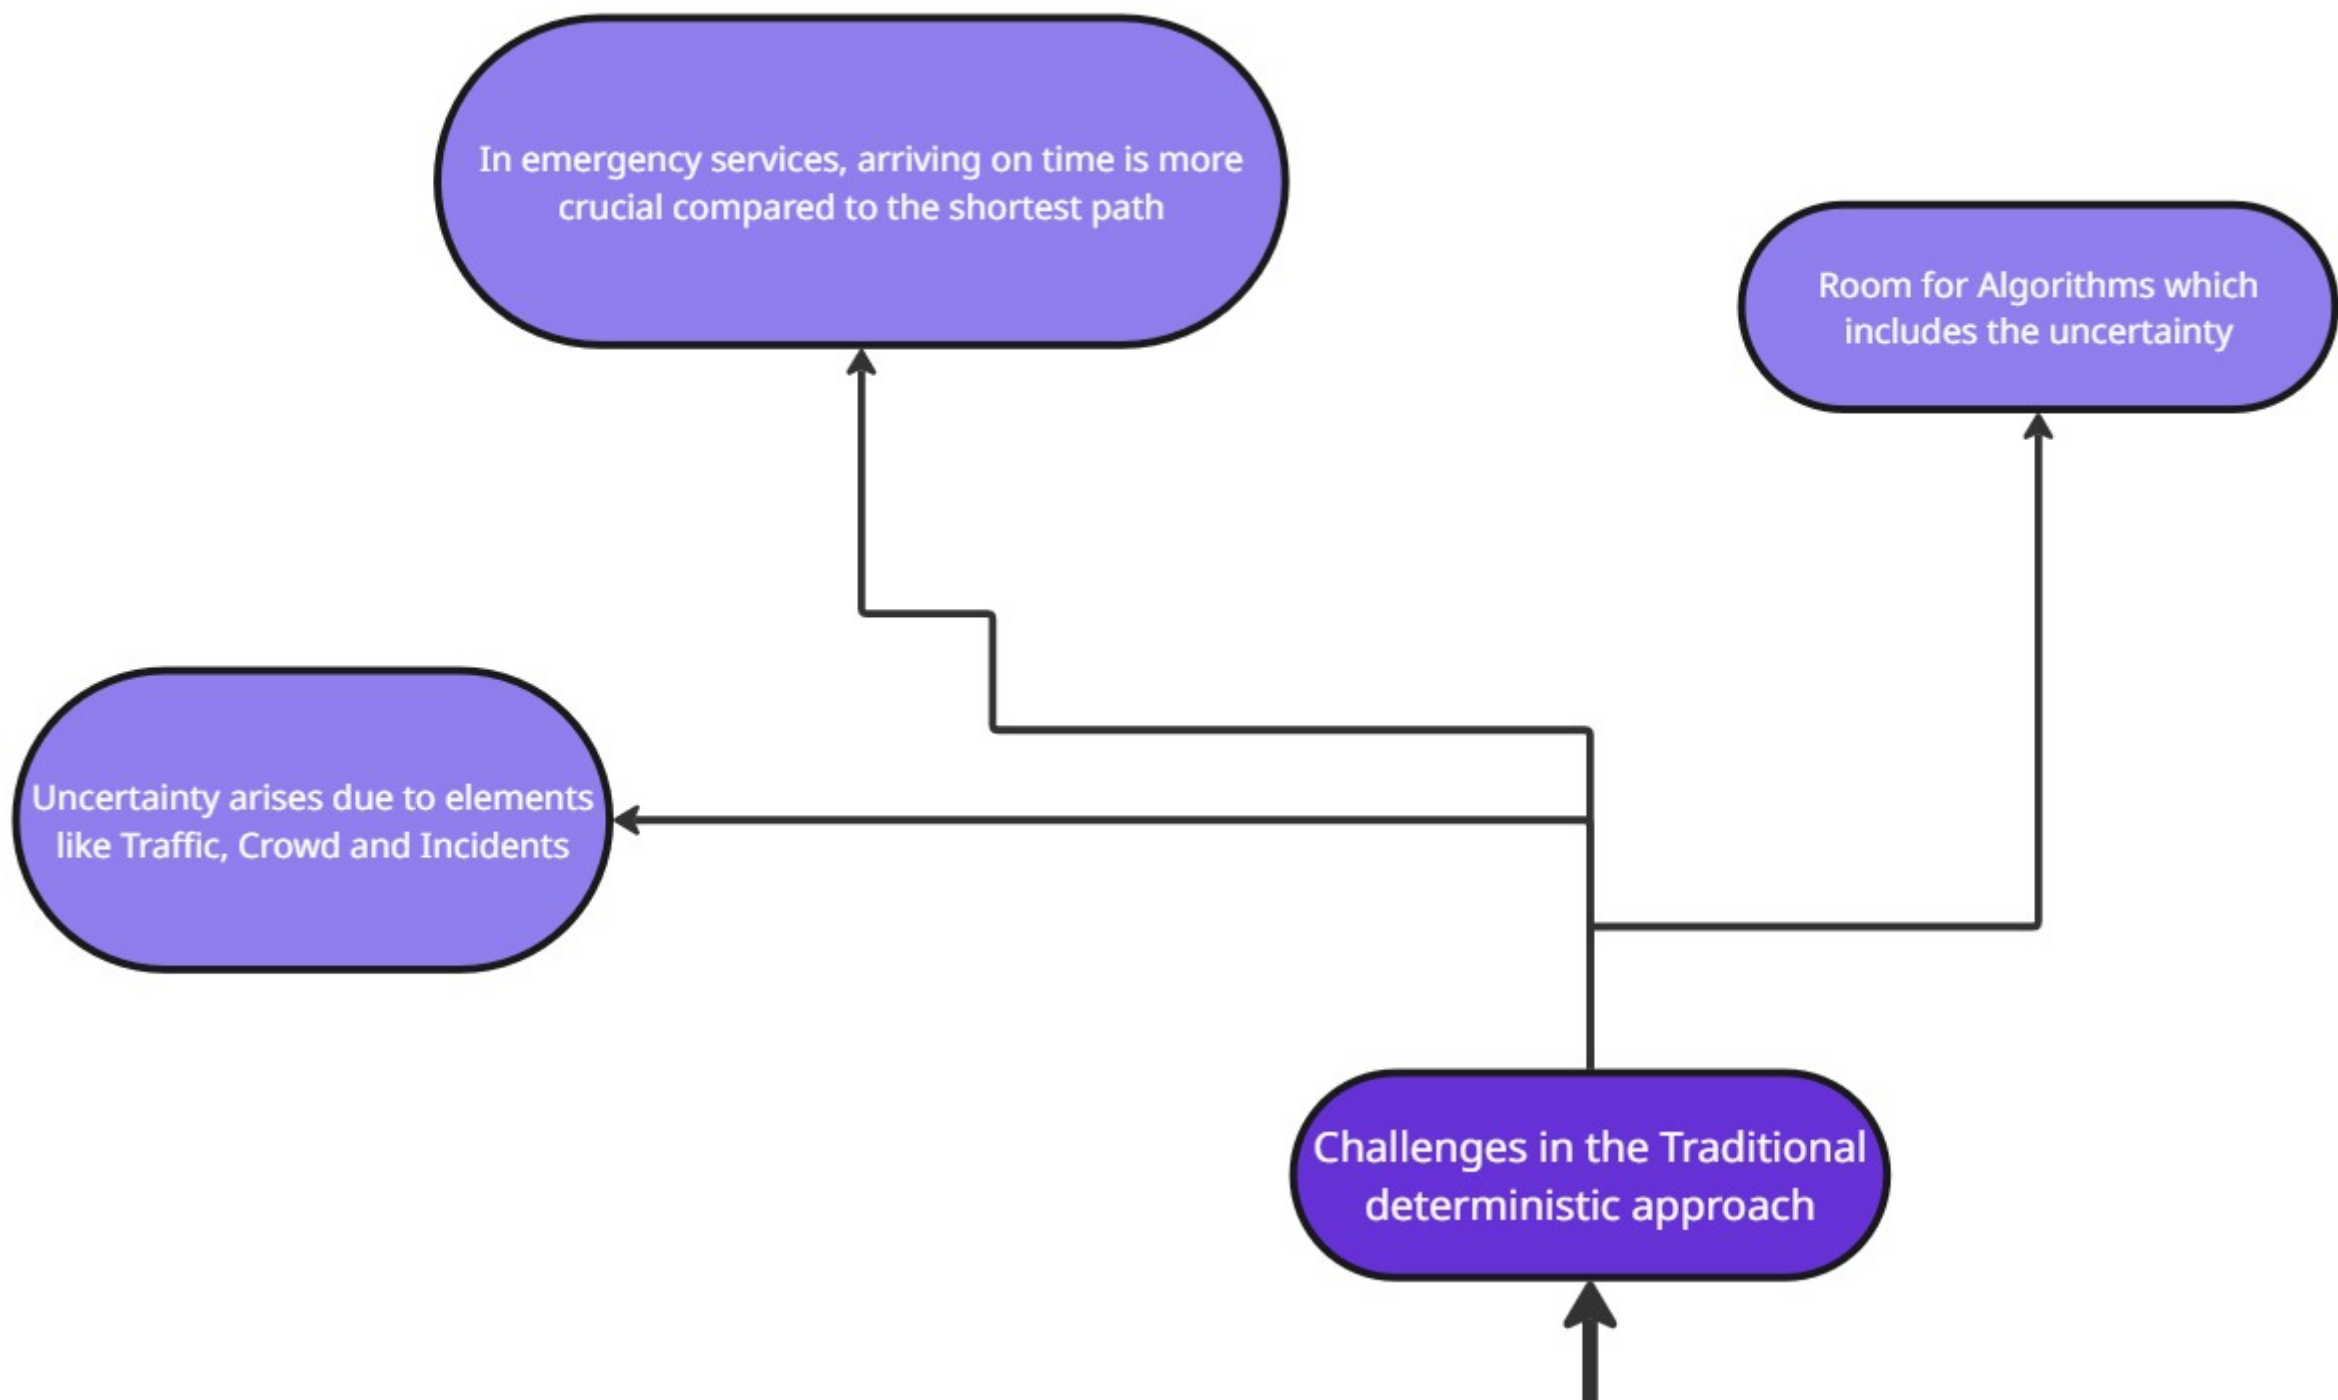 In emergency services, arriving on time is more
crucial compared to the shortest path
Room for Algorithms which
includes the uncertainty
Uncertainty arises due to elements
like Traffic, Crowd and Incidents
Challenges in the Traditional
deterministic approach